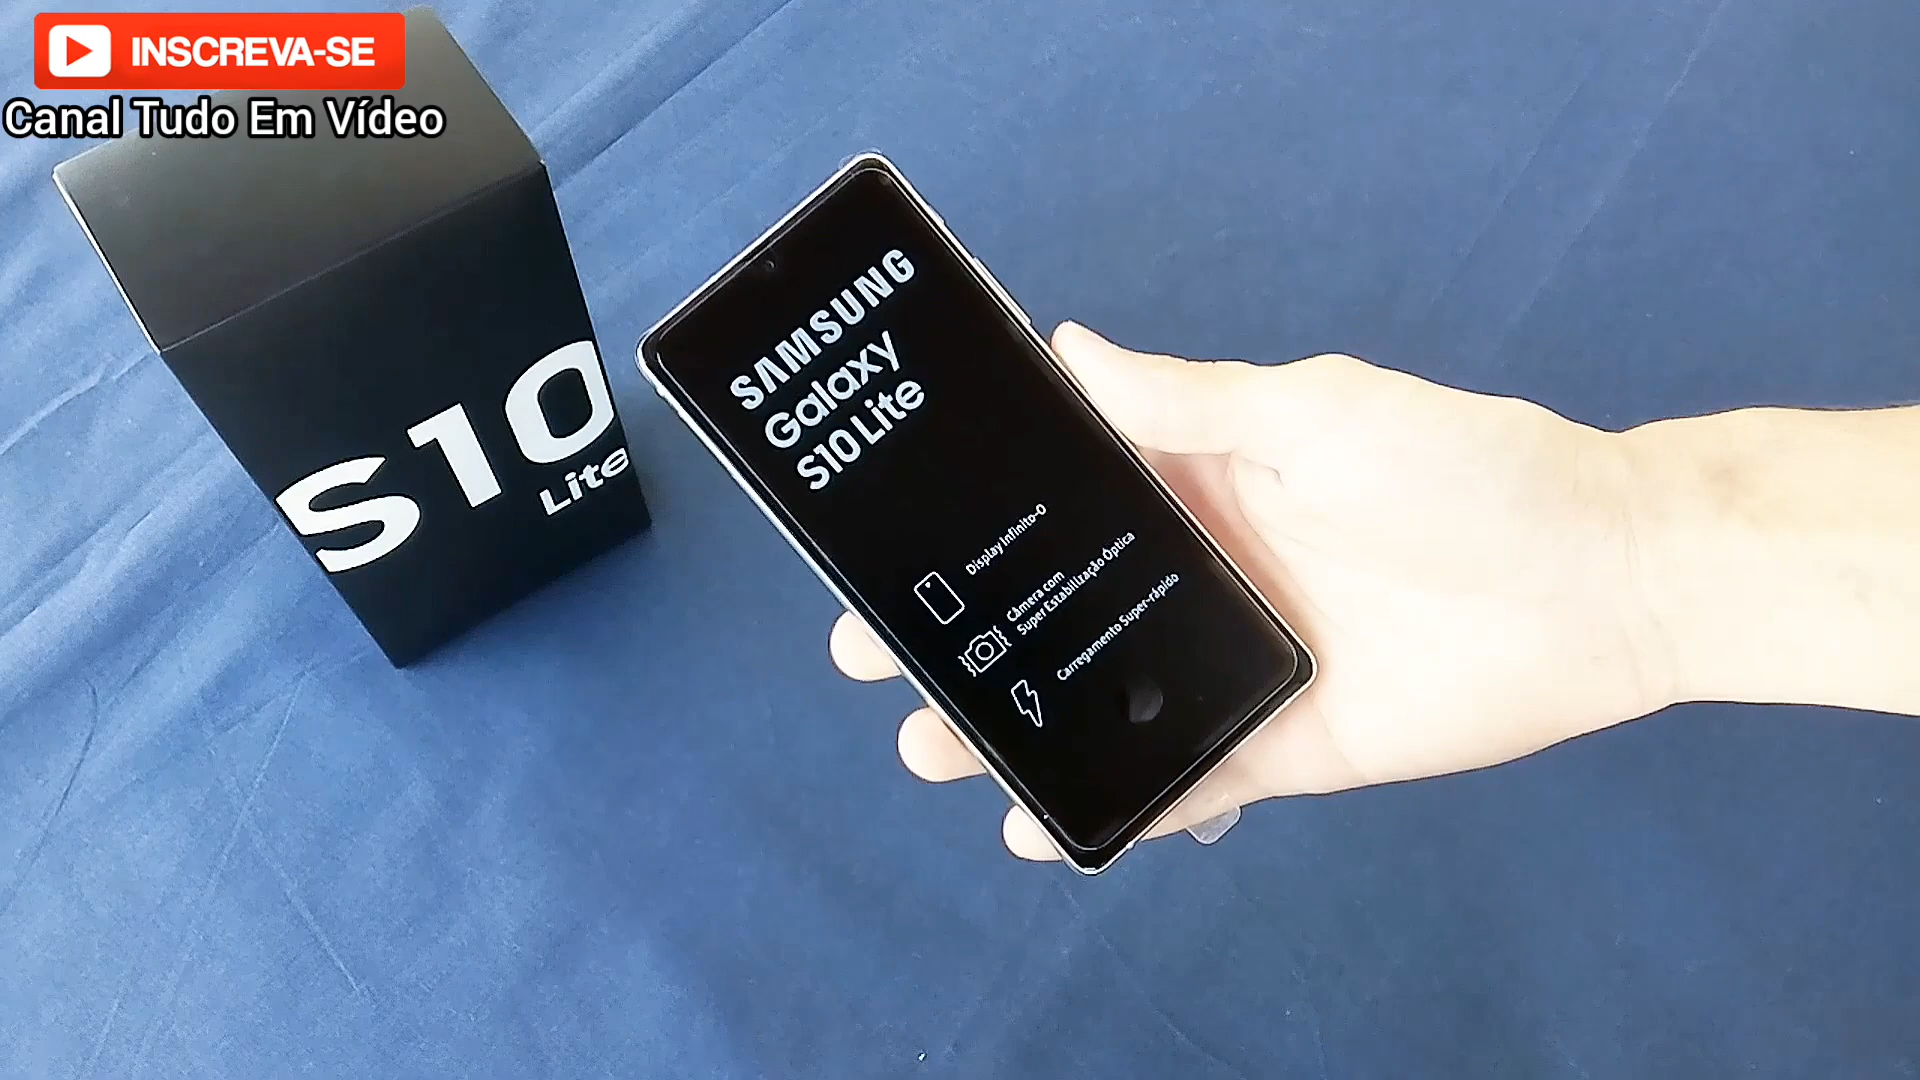 INSCREVA-SE
Canal Tudo Em Vídeo
S10
Lite
SAMSUNG
Galaxy
S10 Lite
Display Infinito-O
Câmera com
Super Estabilização Óptica
Carregamento Super-rápido